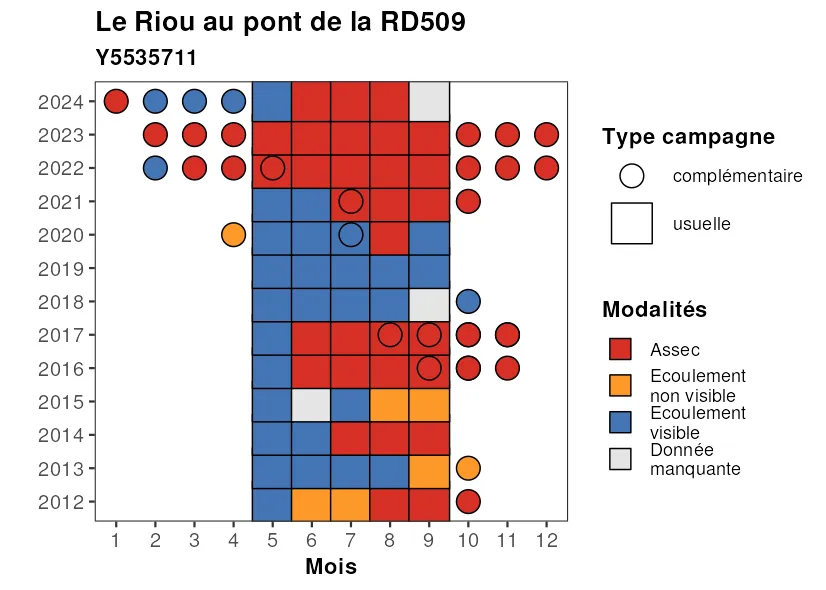 Le Riou au pont de la RD509
Y5535711
2024
2023
2022
2021
2020
2019
2018
2017
2016
2015
2014
2013
2012
1 2 3 4 5 6 7 8 9 10 11 12
Mois
Type campagne
complémentaire
usuelle
Modalités
Assec
Ecoulement
non visible
Ecoulement
visible
Donnée
manquante